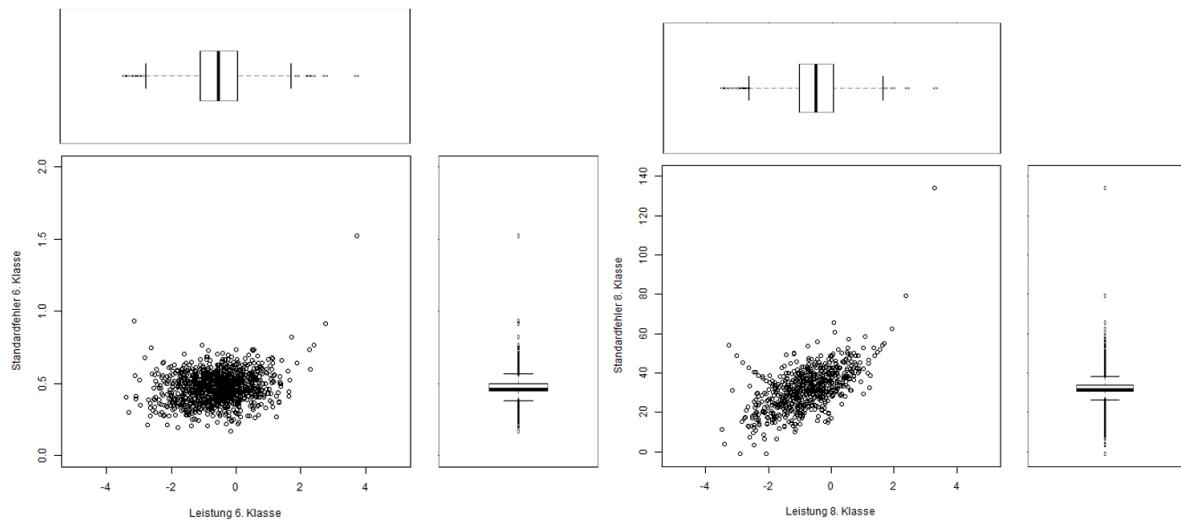 2.0
1.5
1.0
0.5
0.0
Standardfehler 6. Klasse
-4 -2 0 2 4
Leistung 6. Klasse
140
120
100
80
60
40
20
0
Standardfehler 8. Klasse
-4 -2 0 2 4
Leistung 8. Klasse